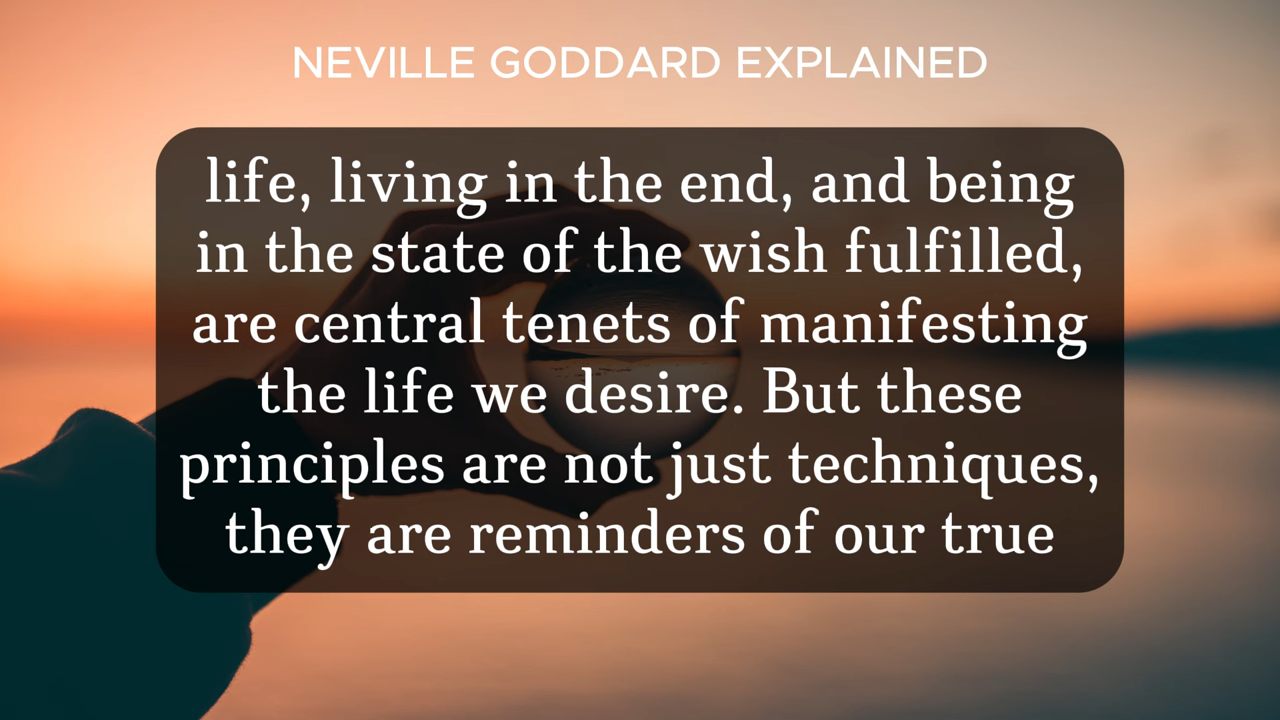 NEVILLE GODDARD EXPLAINED
life, living in the end, and being
in the state of the wish fulfilled,
are central tenets of manifesting
the life we desire. But these
principles are not just techniques,
they are reminders of our true